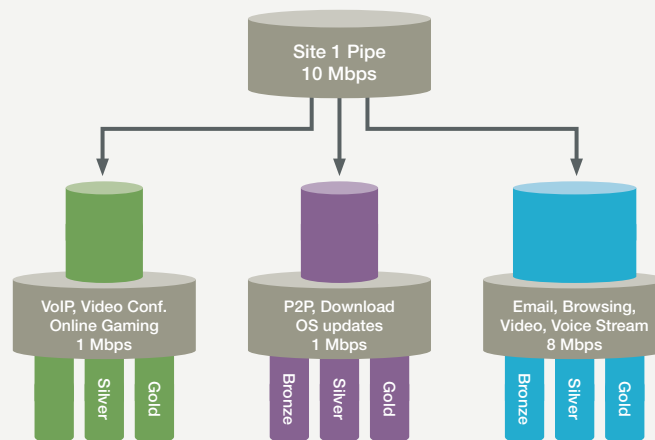 Site 1 Pipe
10 Mbps
VoIP, Video Conf.
Online Gaming
1 Mbps
P2P, Download
OS updates
1 Mbps
Email, Browsing,
Video, Voice Stream
8 Mbps
Silver
Gold
Bronze
Silver
Gold
Bronze
Silver
Gold